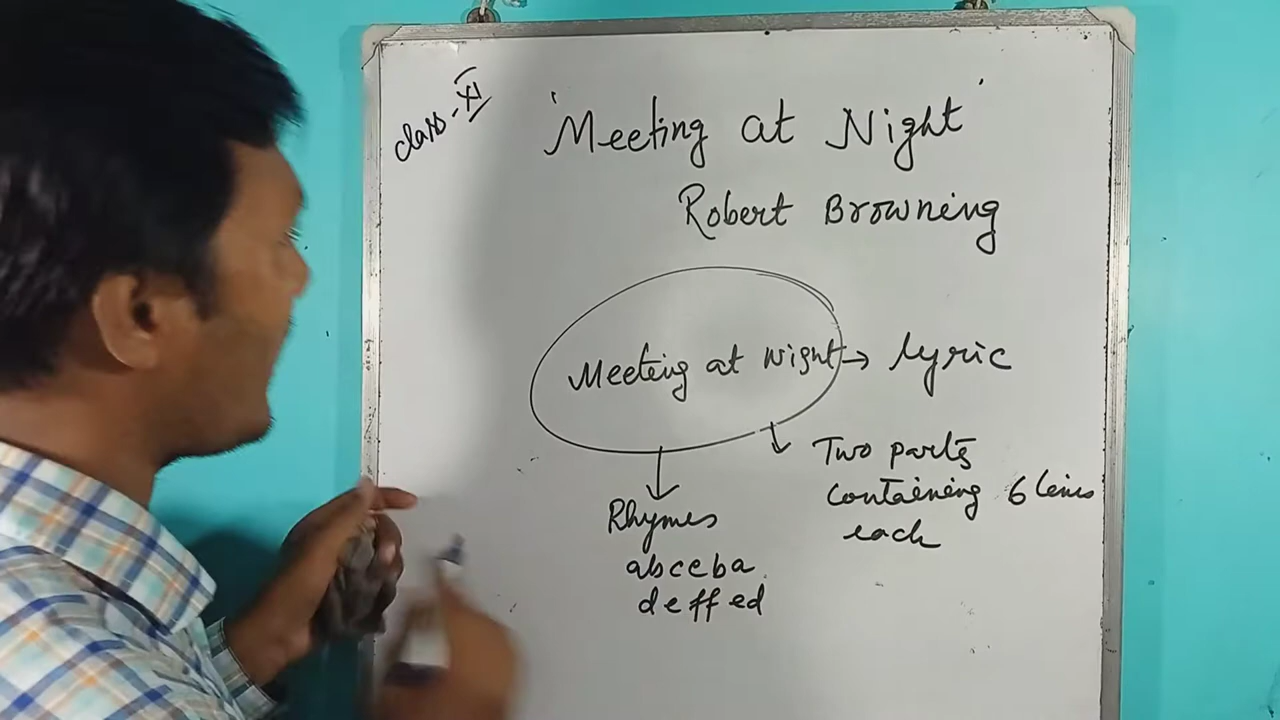 class-XI
'Meeting at Night'
Robert Browning
Meeting at Night → lyric
Two parts
containing 6 lines
each
Rhymes
abccba
deffed